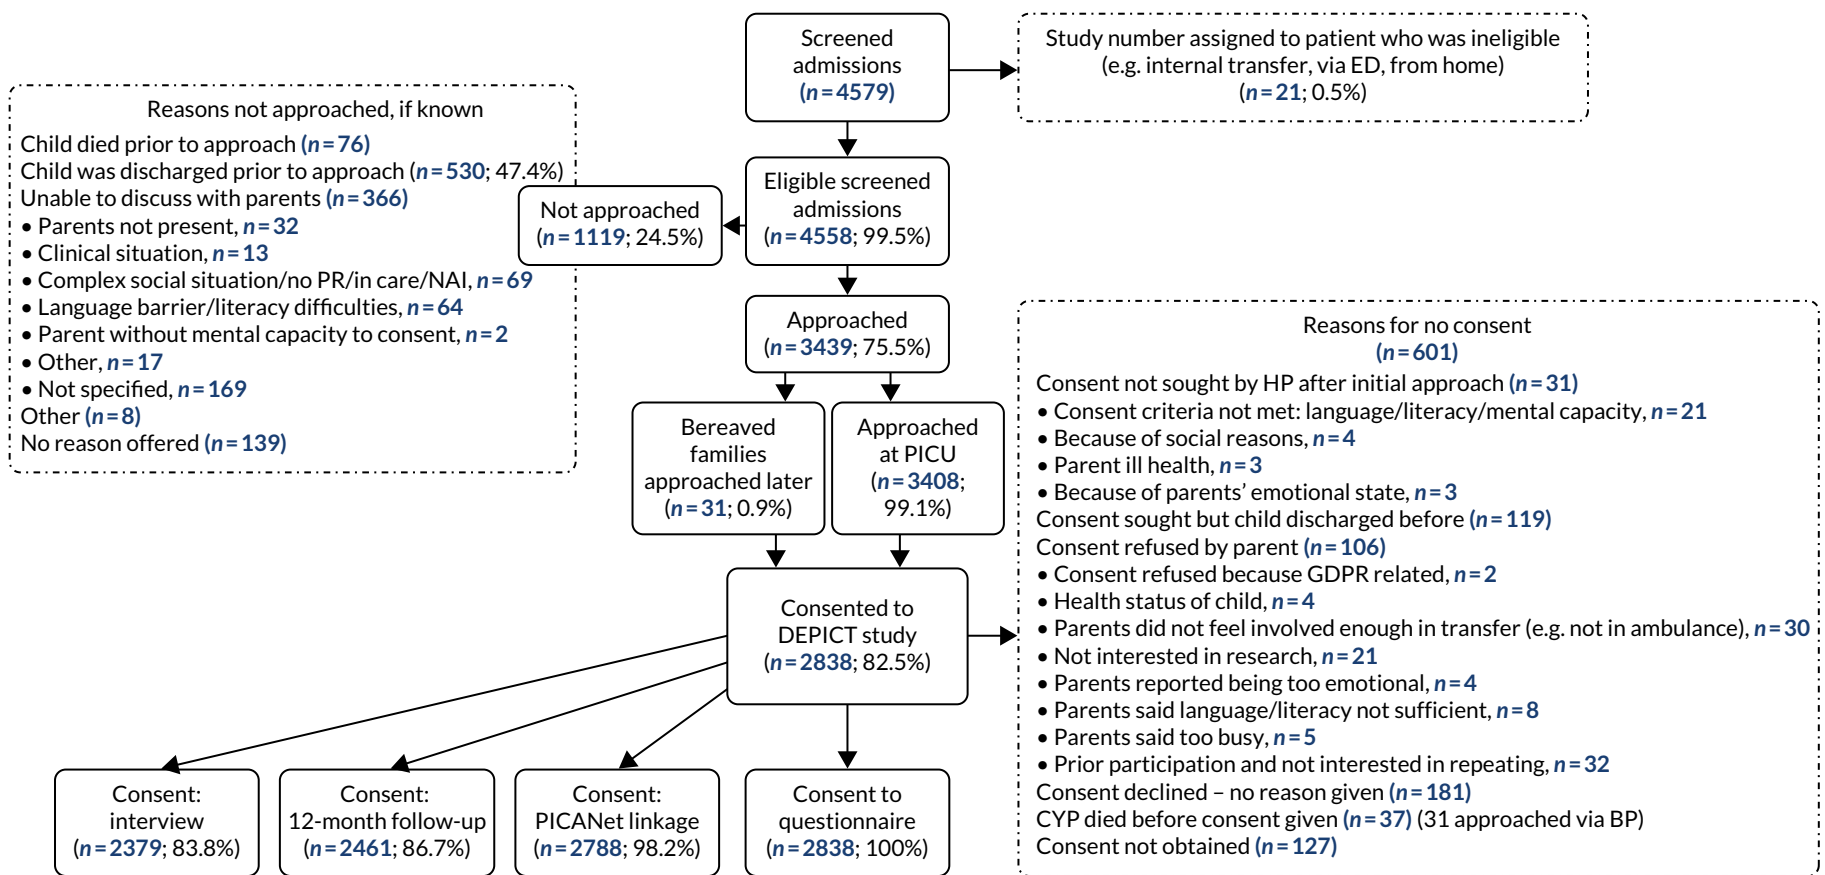 Screened
admissions
(n=4579)
Study number assigned to patient who was ineligible
(e.g. internal transfer, via ED, from home)
(n=21; 0.5%)
Reasons not approached, if known
Child died prior to approach (n=76)
Child was discharged prior to approach (n=530; 47.4%)
Unable to discuss with parents (n=366)
• Parents not present, n=32
• Clinical situation, n=13
• Complex social situation/no PR/in care/NAI, n=69
• Language barrier/literacy difficulties, n=64
• Parent without mental capacity to consent, n=2
• Other, n=17
• Not specified, n=169
Other (n=8)
No reason offered (n=139)
Not approached
(n=1119; 24.5%)
Eligible screened
admissions
(n=4558; 99.5%)
Approached
(n=3439; 75.5%)
Bereaved
families
approached later
(n=31; 0.9%)
Approached
at PICU
(n=3408;
99.1%)
Consented to
DEPICT study
(n=2838; 82.5%)
Reasons for no consent
(n=601)
Consent not sought by HP after initial approach (n=31)
• Consent criteria not met: language/literacy/mental capacity, n=21
• Because of social reasons, n=4
• Parent ill health, n=3
• Because of parents’ emotional state, n=3
Consent sought but child discharged before (n=119)
Consent refused by parent (n=106)
• Consent refused because GDPR related, n=2
• Health status of child, n=4
• Parents did not feel involved enough in transfer (e.g. not in ambulance), n=30
• Not interested in research, n=21
• Parents reported being too emotional, n=4
• Parents said language/literacy not sufficient, n=8
• Parents said too busy, n=5
• Prior participation and not interested in repeating, n=32
Consent declined – no reason given (n=181)
CYP died before consent given (n=37) (31 approached via BP)
Consent not obtained (n=127)
Consent:
interview
(n=2379; 83.8%)
Consent:
12-month follow-up
(n=2461; 86.7%)
Consent:
PICANet linkage
(n=2788; 98.2%)
Consent to
questionnaire
(n=2838; 100%)